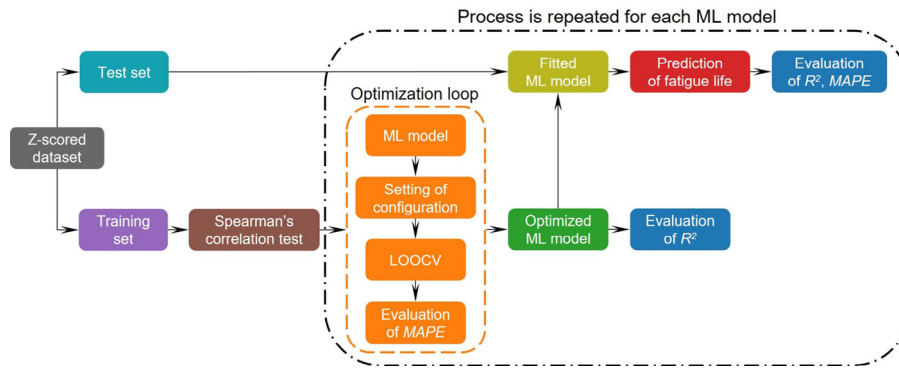 Process is repeated for each ML model
Test set
Fitted
ML model
Prediction
of fatigue life
Evaluation
of R², MAPE
Optimization loop
ML model
Z-scored
dataset
Setting of
configuration
Training
set
Spearman's
correlation test
Optimized
ML model
Evaluation
of R²
LOOCV
Evaluation
of MAPE